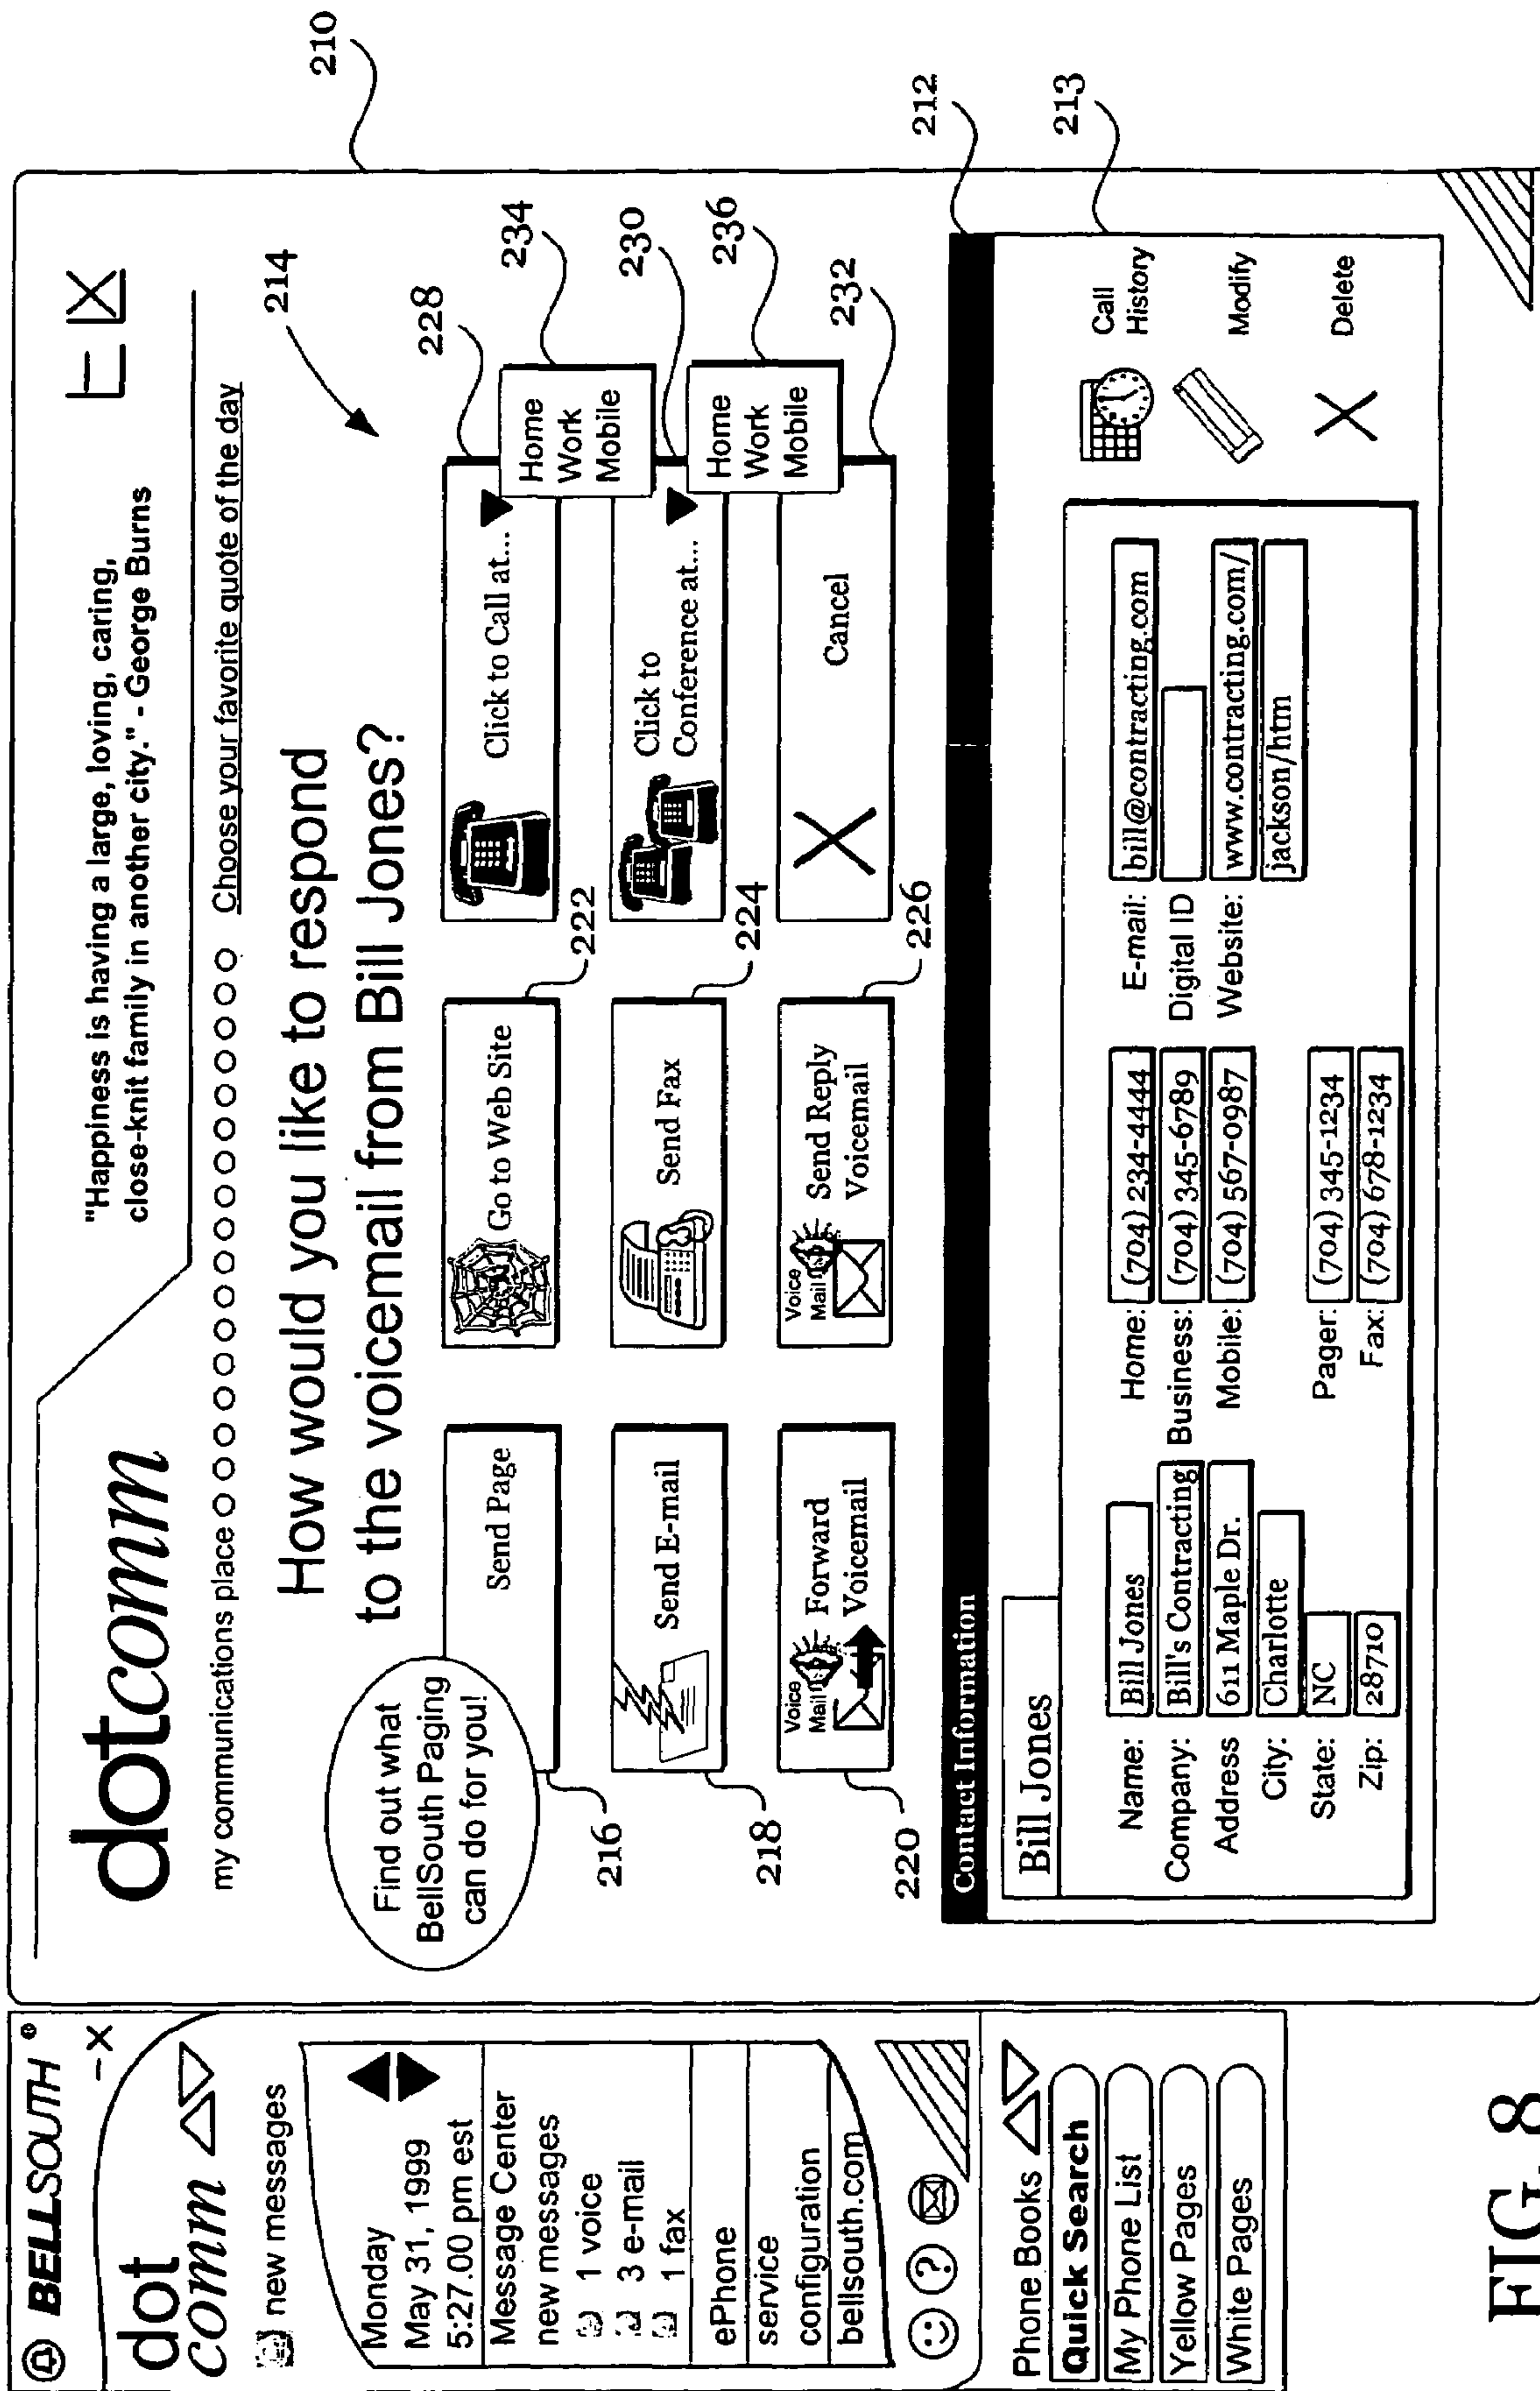 BELLSOUTH ®
dot
comm
new messages
Monday
May 31, 1999
5:27.00 pm est
Message Center
new messages
1 voice
3 e-mail
1 fax
ePhone
service
configuration
bellsouth.com
Phone Books
Quick Search
My Phone List
Yellow Pages
White Pages
dotcomm
"Happiness is having a large, loving, caring,
close-knit family in another city." - George Burns
my communications place
Choose your favorite quote of the day
210
How would you like to respond
to the voicemail from Bill Jones?
214
Find out what
BellSouth Paging
can do for you!
Send Page
216
Go to Web Site
222
Click to Call at...
228
Home
Work
Mobile
234
Send E-mail
218
Send Fax
224
Click to
Conference at...
230
Home
Work
Mobile
236
Voice
Mail
Forward
Voicemail
220
Voice
Mail
Send Reply
Voicemail
226
Cancel
232
Contact Information
212
Bill Jones
213
Name: Bill Jones
Company: Bill's Contracting
Address 611 Maple Dr.
City: Charlotte
State: NC
Zip: 28710
Home: (704) 234-4444
Business: (704) 345-6789
Mobile: (704) 567-0987
Pager: (704) 345-1234
Fax: (704) 678-1234
E-mail: bill@contracting.com
Digital ID
Website: www.contracting.com/
jackson/htm
Call
History
Modify
Delete
FIG. 8